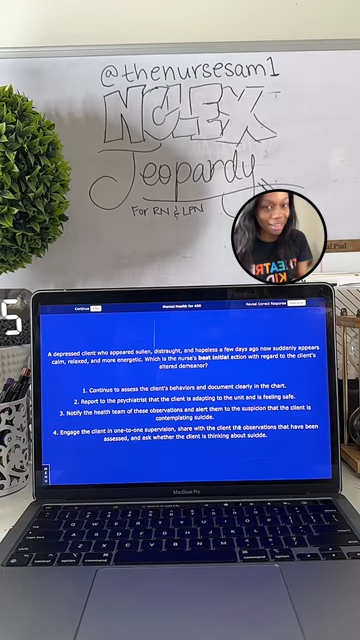 @thenursesam1
NCLEX
Jeopardy
For RN & LPN
5
Continue
Mental Health for 400
Reveal Correct Response
A depressed client who appeared sullen, distraught, and hopeless a few days ago now suddenly appears
calm, relaxed, and more energetic. Which is the nurse's best initial action with regard to the client's
altered demeanor?
1. Continue to assess the client's behaviors and document clearly in the chart.
2. Report to the psychiatrist that the client is adapting to the unit and is feeling safe.
3. Notify the health team of these observations and alert them to the suspicion that the client is
contemplating suicide.
4. Engage the client in one-to-one supervision, share with the client the observations that have been
assessed, and ask whether the client is thinking about suicide.
MacBook Pro